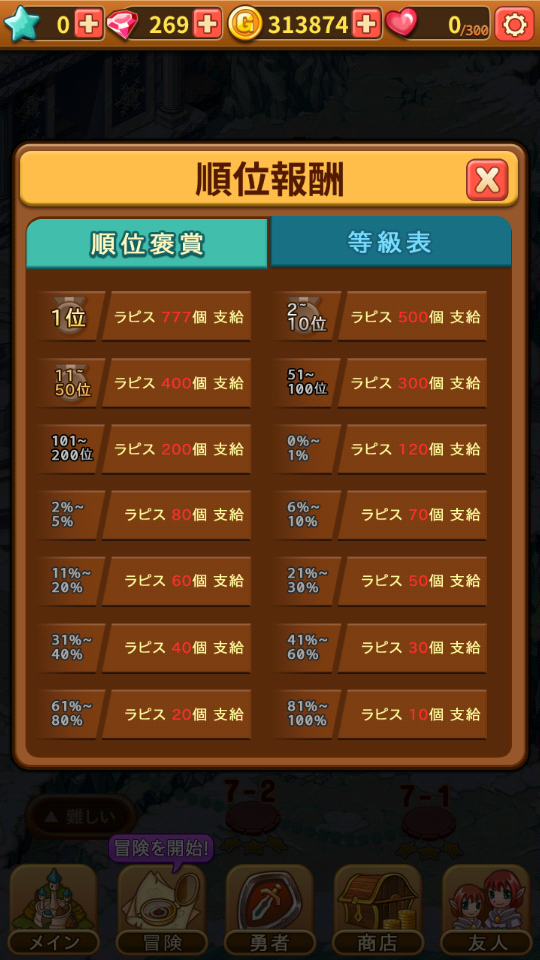 0 269 313874 0/300
順位報酬
順位褒賞 等級表
1位 ラピス 777個 支給
2~10位 ラピス 500個 支給
11~50位 ラピス 400個 支給
51~100位 ラピス 300個 支給
101~200位 ラピス 200個 支給
0%~1% ラピス 120個 支給
2%~5% ラピス 80個 支給
6%~10% ラピス 70個 支給
11%~20% ラピス 60個 支給
21%~30% ラピス 50個 支給
31%~40% ラピス 40個 支給
41%~60% ラピス 30個 支給
61%~80% ラピス 20個 支給
81%~100% ラピス 10個 支給
7-2 7-1
▲ 難しい
冒険を開始!
メイン 冒険 勇者 商店 友人